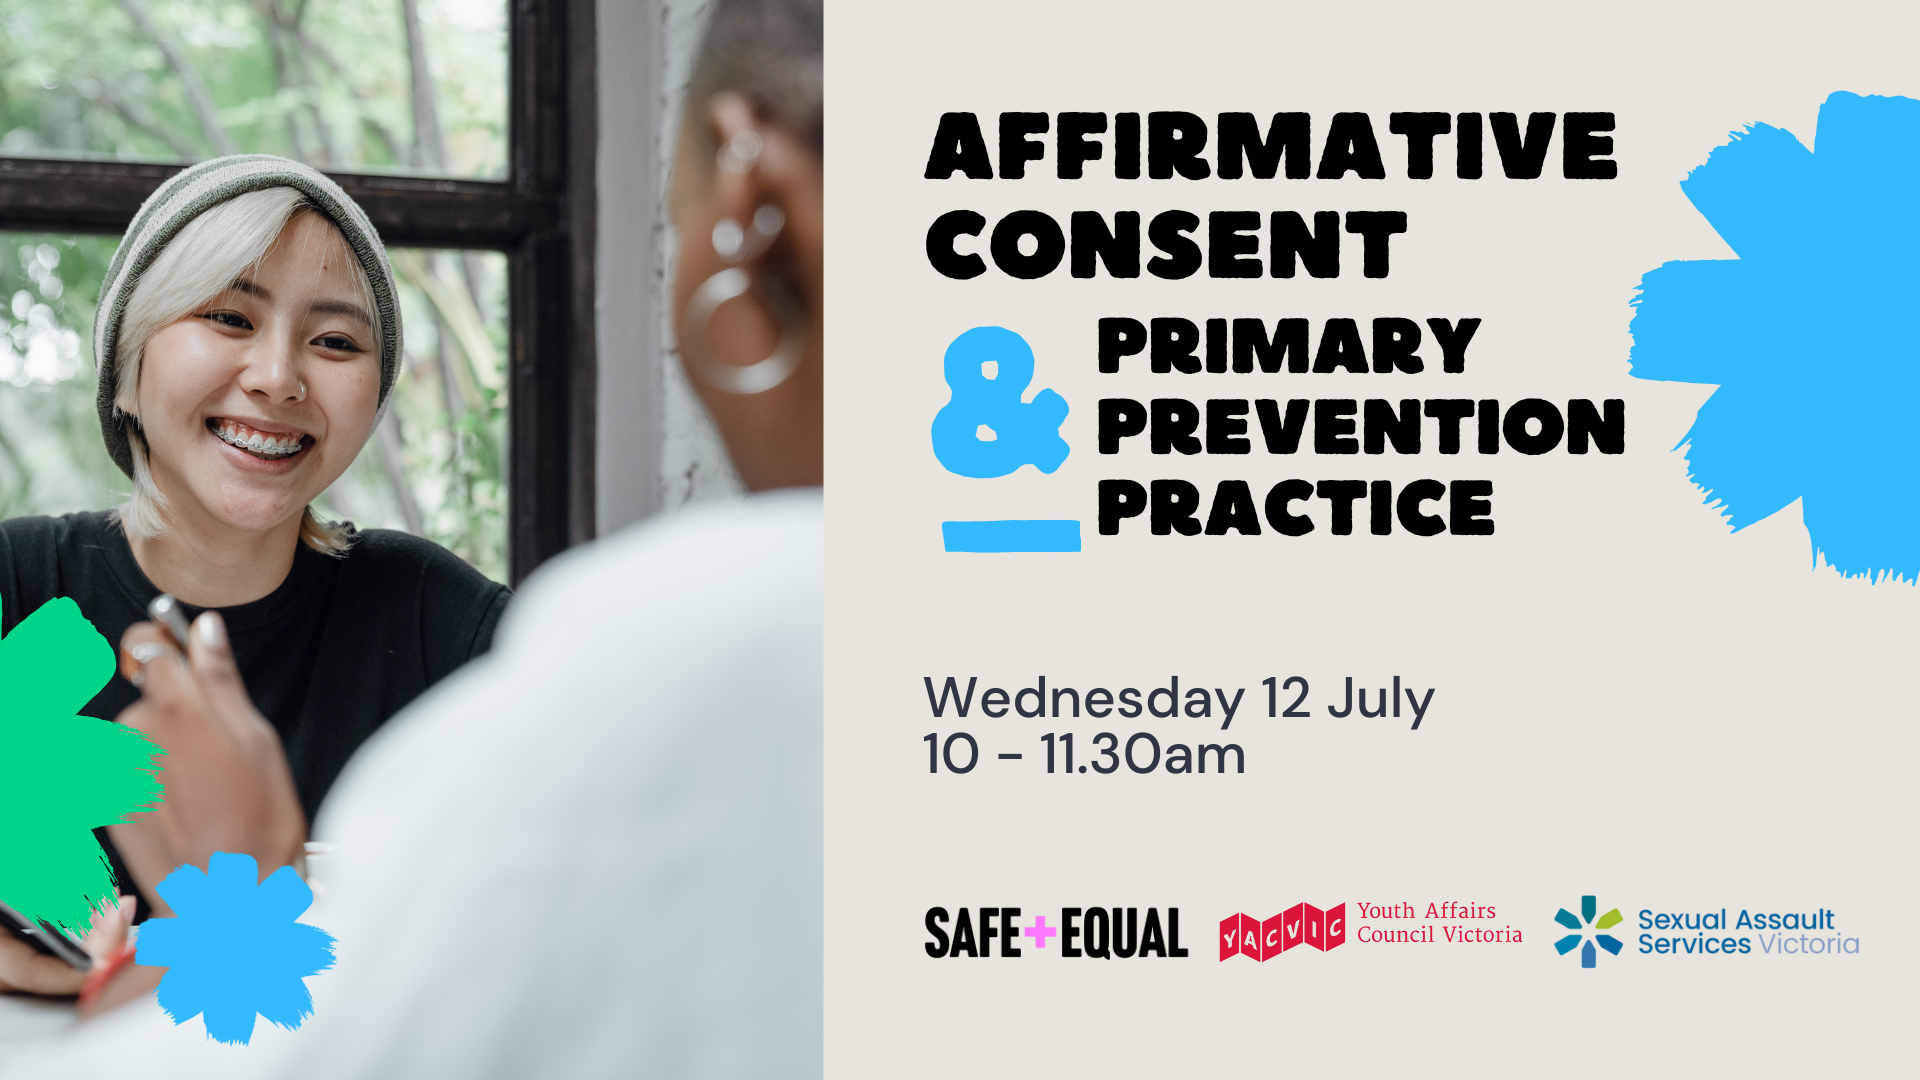 AFFIRMATIVE
CONSENT
&
PRIMARY
PREVENTION
PRACTICE
Wednesday 12 July
10 – 11.30am
SAFE+EQUAL
YACVIC
Youth Affairs
Council Victoria
Sexual Assault
Services Victoria